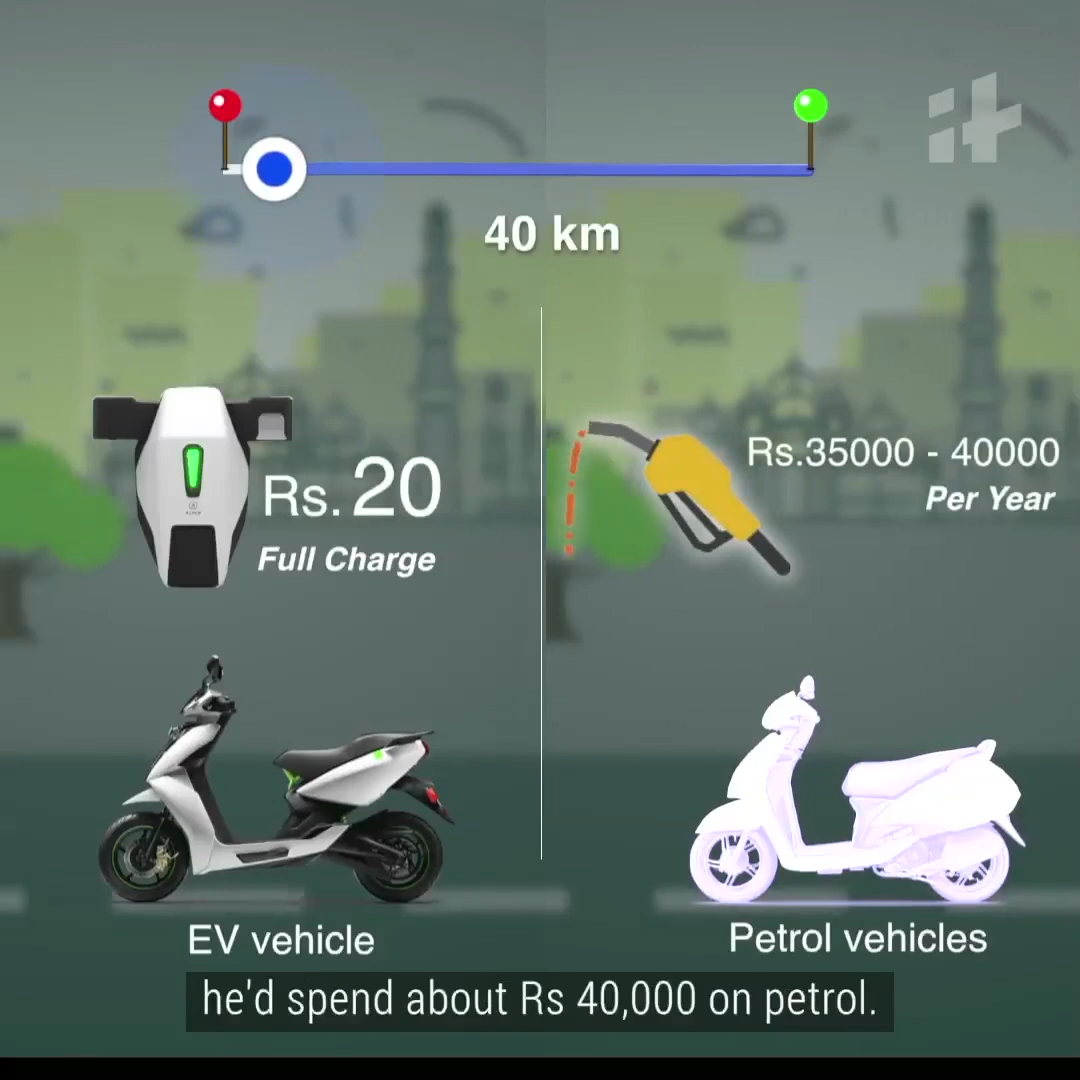 it
40 km
Rs. 20
Full Charge
Rs.35000 - 40000
Per Year
EV vehicle
Petrol vehicles
he'd spend about Rs 40,000 on petrol.